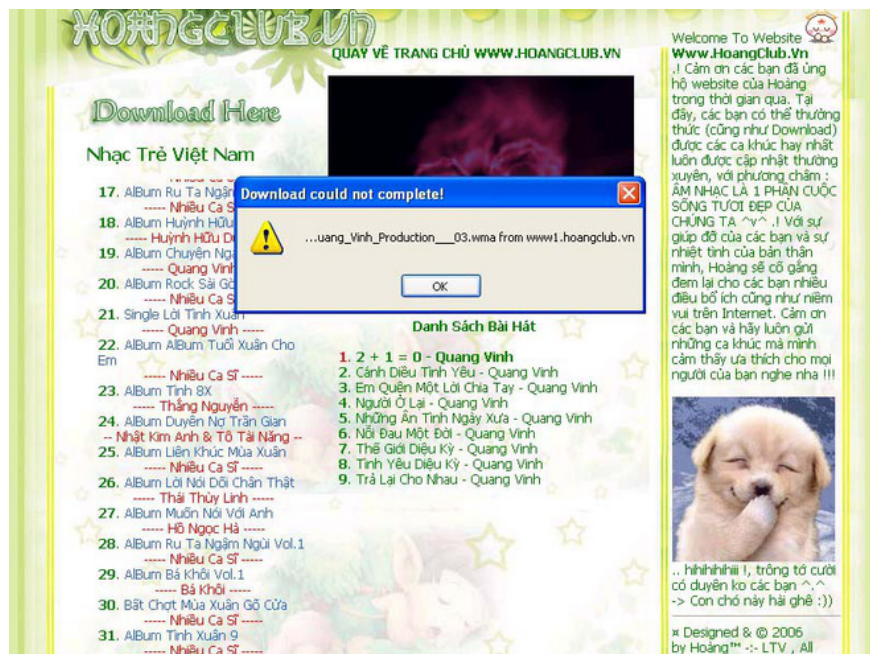 HOANGCLUB.VN
QUAY VỀ TRANG CHỦ WWW.HOANGCLUB.VN
Download Here
Nhạc Trẻ Việt Nam
17. AlBum Ru Ta Ngậm
----- Nhiều Ca S
18. AlBum Huỳnh Hữu
----- Huỳnh Hữu
19. AlBum Chuyện Ng
----- Quang Vinh
20. AlBum Rock Sài Gò
----- Nhiều Ca S
21. Single Lời Tình Xuân
----- Quang Vinh -----
22. AlBum AlBum Tuổi Xuân Cho
Em
----- Nhiều Ca Sĩ -----
23. AlBum Tình 8X
----- Thắng Nguyễn -----
24. AlBum Duyên Nợ Trần Gian
-- Nhật Kim Anh & Tô Tài Năng --
25. AlBum Liên Khúc Mùa Xuân
----- Nhiều Ca Sĩ -----
26. AlBum Lời Nói Dối Chân Thật
----- Thái Thùy Linh -----
27. AlBum Muốn Nói Với Anh
----- Hồ Ngọc Hà -----
28. AlBum Ru Ta Ngậm Ngùi Vol.1
----- Nhiều Ca Sĩ -----
29. AlBum Bá Khôi Vol.1
----- Bá Khôi -----
30. Bất Chợt Mùa Xuân Gõ Cửa
----- Nhiều Ca Sĩ -----
31. AlBum Tình Xuân 9
----- Nhiều Ca Sĩ -----
Download could not complete!
...uang_Vinh_Production___03.wma from www1.hoangclub.vn
OK
Danh Sách Bài Hát
1. 2 + 1 = 0 - Quang Vinh
2. Cánh Diều Tình Yêu - Quang Vinh
3. Em Quên Một Lời Chia Tay - Quang Vinh
4. Người Ở Lại - Quang Vinh
5. Những Ân Tình Ngày Xưa - Quang Vinh
6. Nỗi Đau Một Đời - Quang Vinh
7. Thế Giới Diệu Kỳ - Quang Vinh
8. Tình Yêu Diệu Kỳ - Quang Vinh
9. Trả Lại Cho Nhau - Quang Vinh
Welcome To Website
Www.HoangClub.Vn
.! Cảm ơn các bạn đã ủng
hộ website của Hoàng
trong thời gian qua. Tại
đây, các bạn có thể thưởng
thức (cũng như Download)
được các ca khúc hay nhất
luôn được cập nhật thường
xuyên, với phương châm :
ÂM NHẠC LÀ 1 PHẦN CUỘC
SỐNG TƯƠI ĐẸP CỦA
CHÚNG TA ^v^ .! Với sự
giúp đỡ của các bạn và sự
nhiệt tình của bản thân
mình, Hoàng sẽ cố gắng
đem lại cho các bạn nhiều
điều bổ ích cũng như niềm
vui trên Internet. Cảm ơn
các bạn và hãy luôn gửi
những ca khúc mà mình
cảm thấy ưa thích cho mọi
người của bạn nghe nha !!!
.. hihihihihii !, trông tớ cười
có duyên ko các bạn ^.^
-> Con chó này hài ghê :))
¤ Designed & © 2006
by Hoàng™ -:- LTV , All